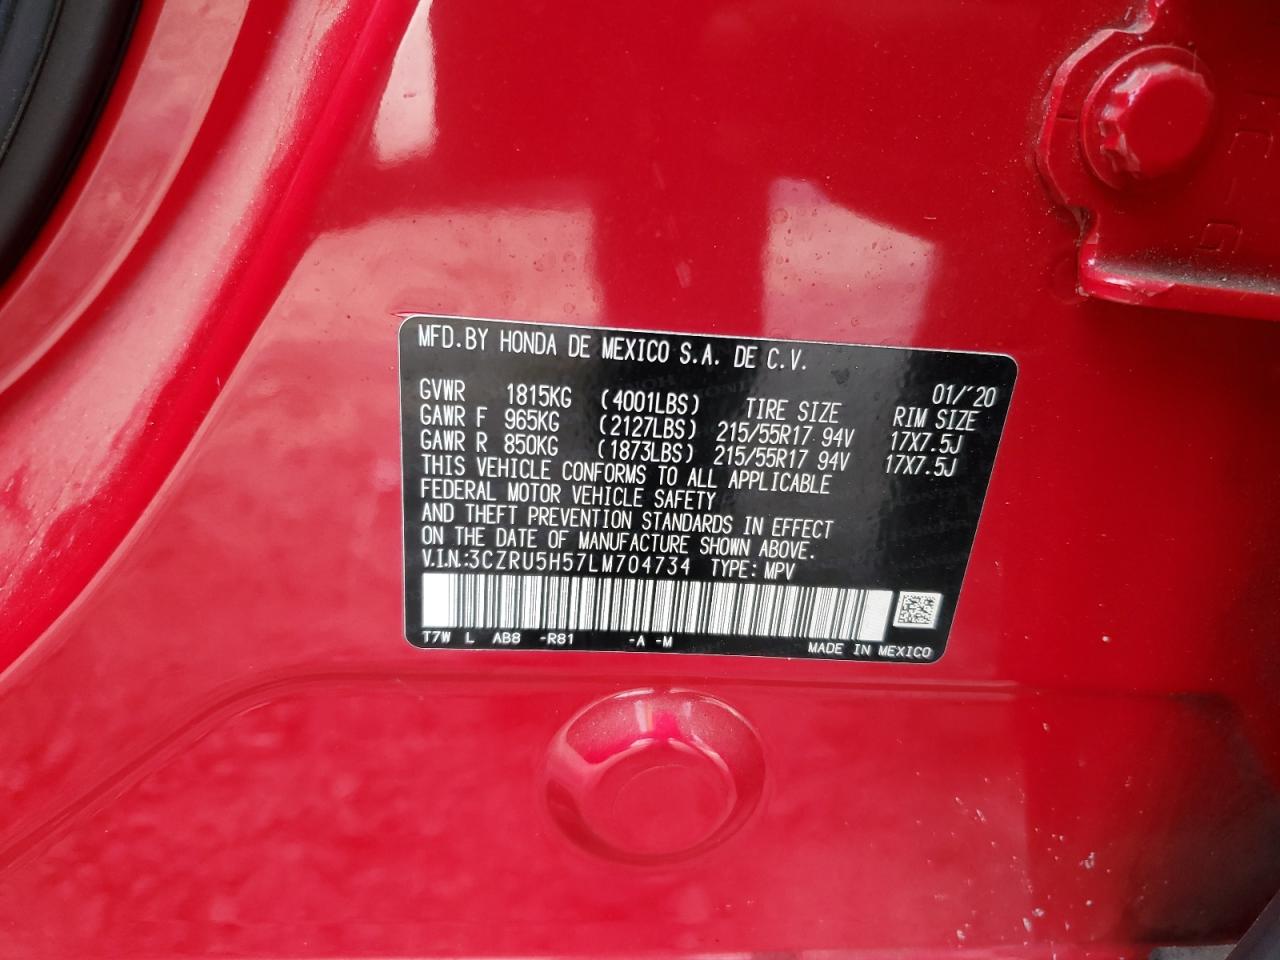 MFD.BY HONDA DE MEXICO S.A. DE C.V.
01/´20
GVWR 1815KG (4001LBS) TIRE SIZE RIM SIZE
GAWR F 965KG (2127LBS) 215/55R17 94V 17X7.5J
GAWR R 850KG (1873LBS) 215/55R17 94V 17X7.5J
THIS VEHICLE CONFORMS TO ALL APPLICABLE
FEDERAL MOTOR VEHICLE SAFETY
AND THEFT PREVENTION STANDARDS IN EFFECT
ON THE DATE OF MANUFACTURE SHOWN ABOVE.
V.I.N.:3CZRU5H57LM704734 TYPE: MPV
T7W L AB8 -R81 -A -M MADE IN MEXICO